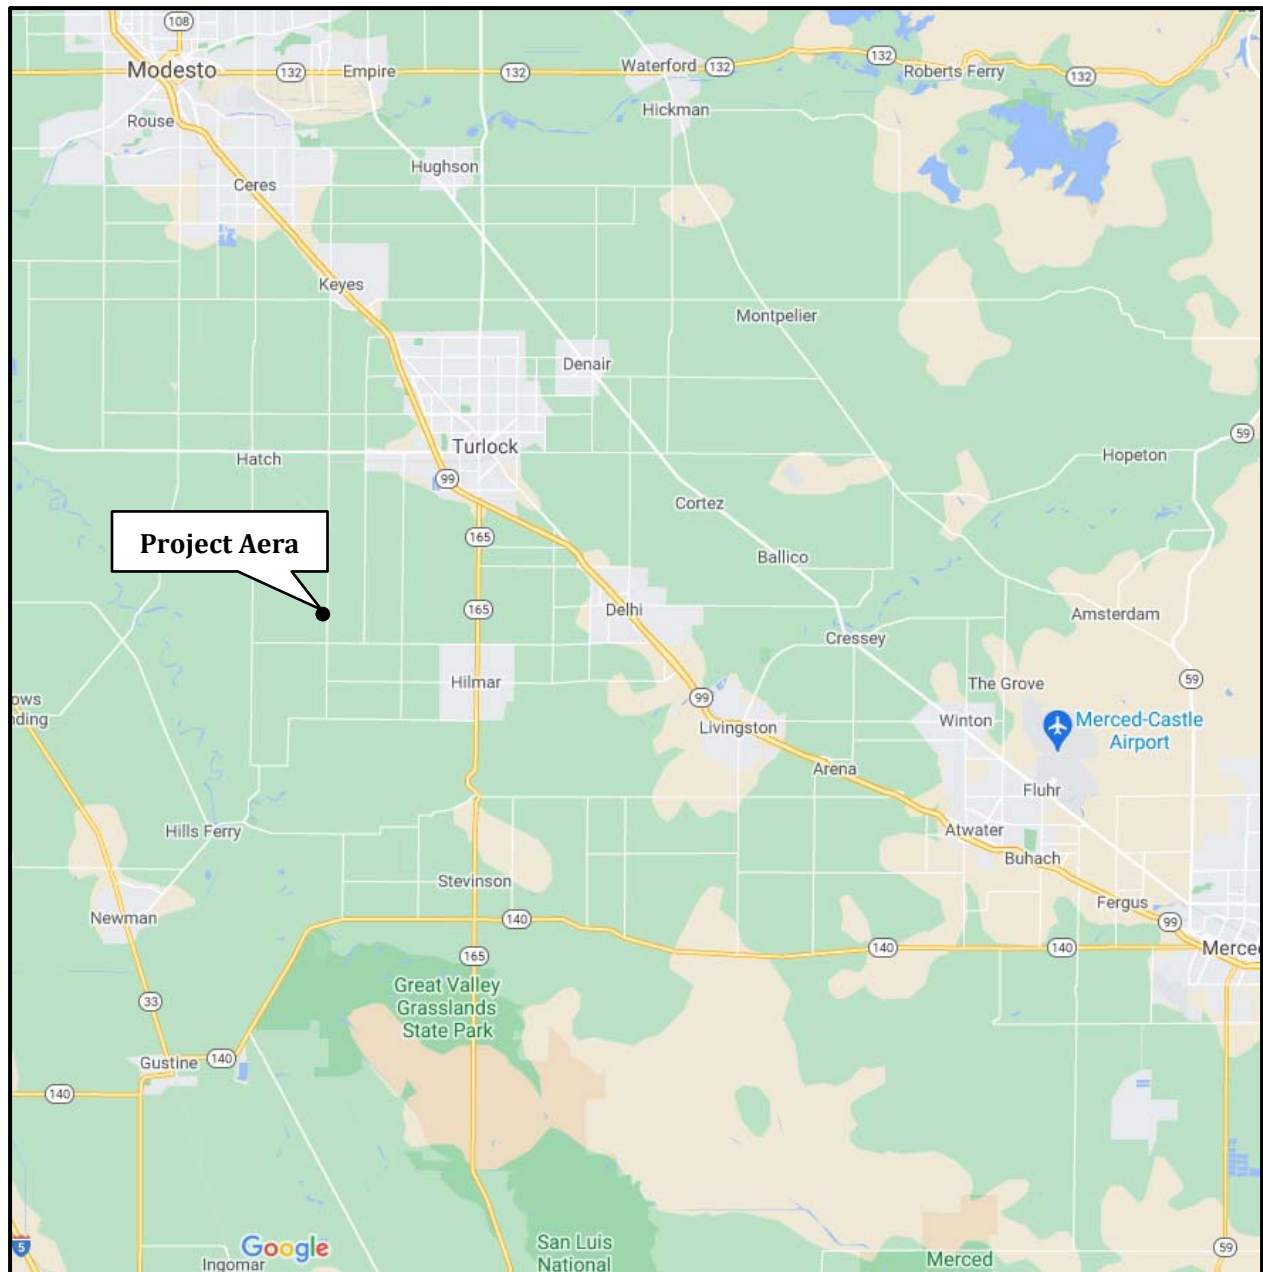 108
Modesto
132
Empire
132
Waterford
132
132
Roberts Ferry
132
Rouse
Hickman
Hughson
Ceres
Keyes
Montpelier
Denair
59
Turlock
Hatch
Hopeton
99
Cortez
Project Aera
165
Ballico
165
Delhi
Amsterdam
Cressey
Hilmar
The Grove
59
99
ows
nding
Livingston
Winton
Merced-Castle
Airport
Arena
Fluhr
Hills Ferry
Atwater
Buhach
Stevinson
Fergus
Newman
140
99
140
140
Merce
165
Great Valley
Grasslands
State Park
33
Gustine
140
140
Google
San Luis
National
59
5
Ingomar
Merced